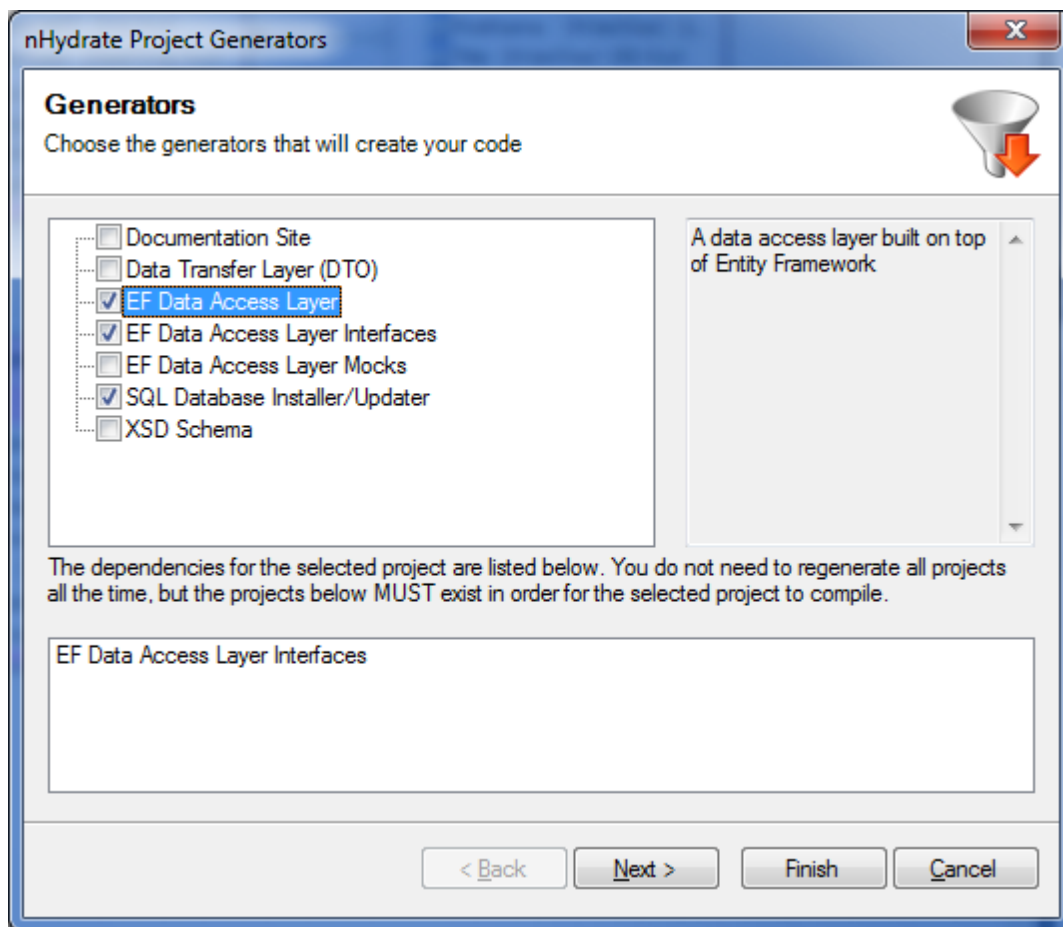 nHydrate Project Generators
Generators
Choose the generators that will create your code
Documentation Site
Data Transfer Layer (DTO)
EF Data Access Layer
EF Data Access Layer Interfaces
EF Data Access Layer Mocks
SQL Database Installer/Updater
XSD Schema
A data access layer built on top
of Entity Framework
The dependencies for the selected project are listed below. You do not need to regenerate all projects
all the time, but the projects below MUST exist in order for the selected project to compile.
EF Data Access Layer Interfaces
< Back
Next >
Finish
Cancel